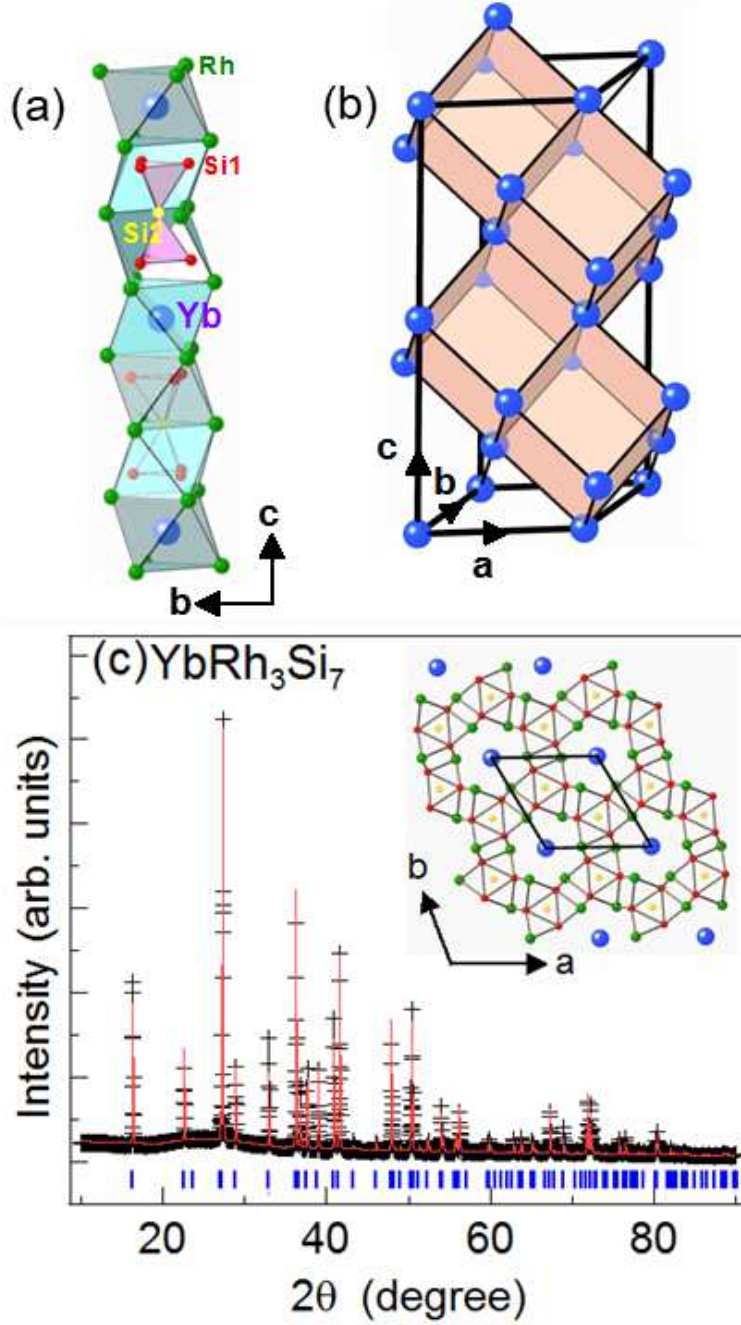 (a)
Rh
Si1
Si2
Yb
c
b
(b)
c
b
a
(c) YbRh₃Si₇
b
a
Intensity (arb. units)
20 40 60 80
2θ (degree)